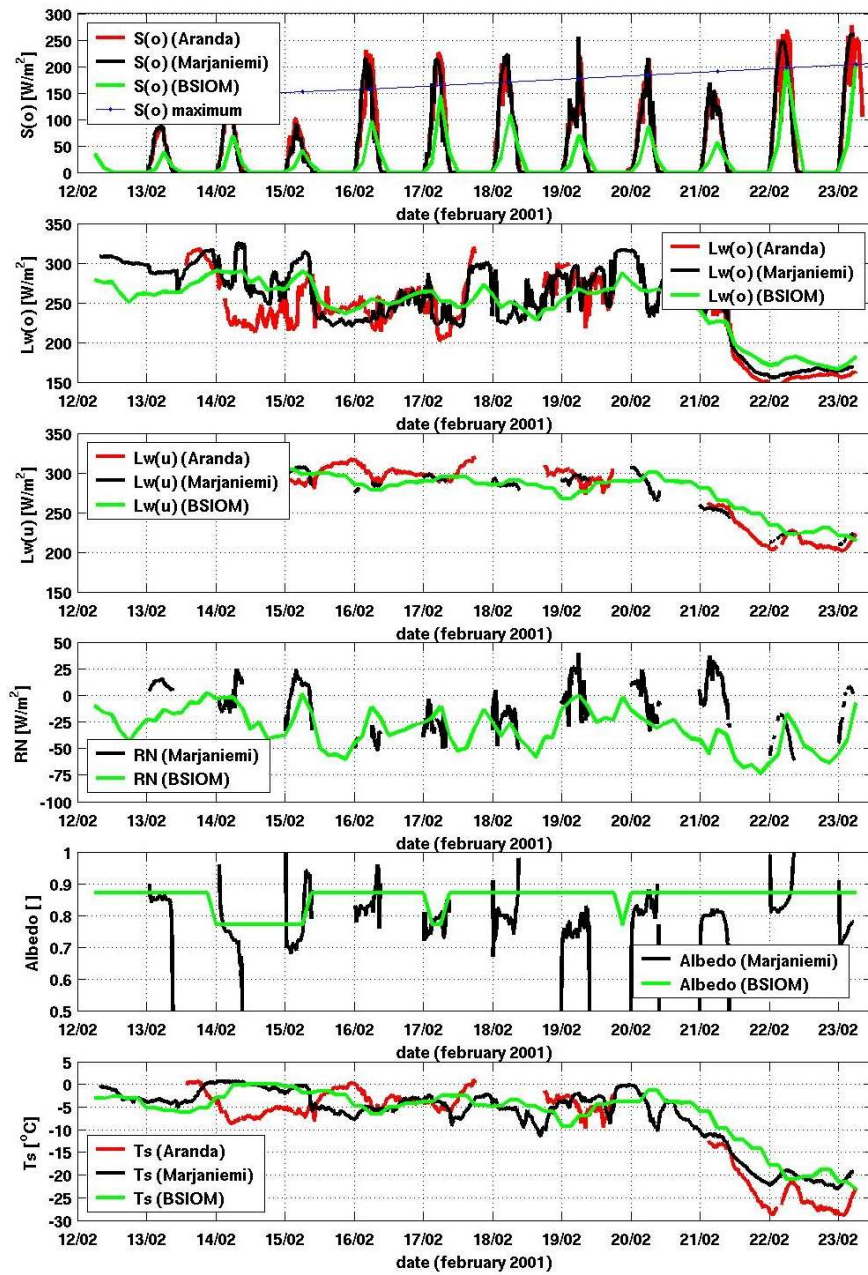 300
250
200
150
100
50
0
S(o) [W/m²]
S(o) (Aranda)
S(o) (Marjaniemi)
S(o) (BSIOM)
S(o) maximum
12/02 13/02 14/02 15/02 16/02 17/02 18/02 19/02 20/02 21/02 22/02 23/02
date (february 2001)
350
300
250
200
150
Lw(o) [W/m²]
Lw(o) (Aranda)
Lw(o) (Marjaniemi)
Lw(o) (BSIOM)
12/02 13/02 14/02 15/02 16/02 17/02 18/02 19/02 20/02 21/02 22/02 23/02
date (february 2001)
350
300
250
200
150
Lw(u) [W/m²]
Lw(u) (Aranda)
Lw(u) (Marjaniemi)
Lw(u) (BSIOM)
12/02 13/02 14/02 15/02 16/02 17/02 18/02 19/02 20/02 21/02 22/02 23/02
date (february 2001)
50
25
0
-25
-50
-75
-100
RN [W/m²]
RN (Marjaniemi)
RN (BSIOM)
12/02 13/02 14/02 15/02 16/02 17/02 18/02 19/02 20/02 21/02 22/02 23/02
date (february 2001)
1
0.9
0.8
0.7
0.6
0.5
Albedo [ ]
Albedo (Marjaniemi)
Albedo (BSIOM)
12/02 13/02 14/02 15/02 16/02 17/02 18/02 19/02 20/02 21/02 22/02 23/02
date (february 2001)
5
0
-5
-10
-15
-20
-25
-30
Ts [°C]
Ts (Aranda)
Ts (Marjaniemi)
Ts (BSIOM)
12/02 13/02 14/02 15/02 16/02 17/02 18/02 19/02 20/02 21/02 22/02 23/02
date (february 2001)